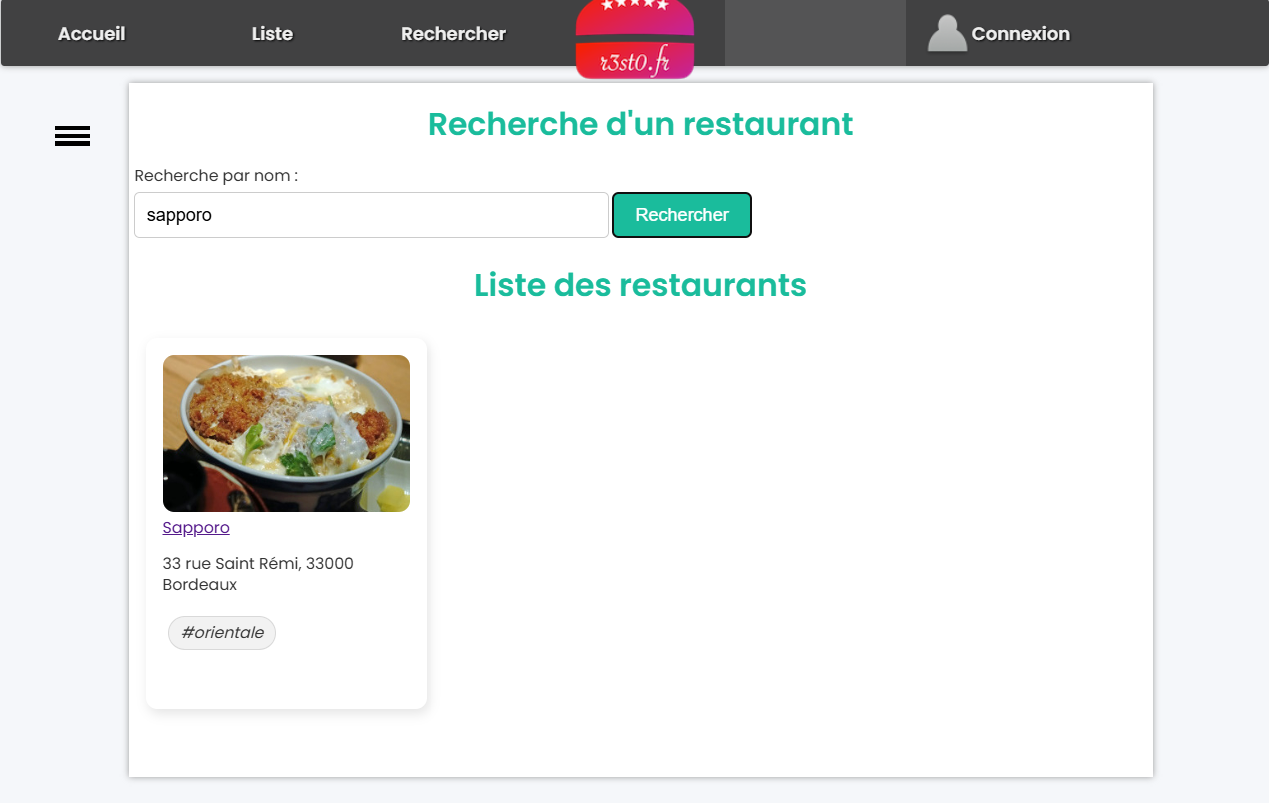 Accueil
Liste
Rechercher
r3st0.fr
Connexion
Recherche d'un restaurant
Recherche par nom :
sapporo
Rechercher
Liste des restaurants
Sapporo
33 rue Saint Rémi, 33000
Bordeaux
#orientale